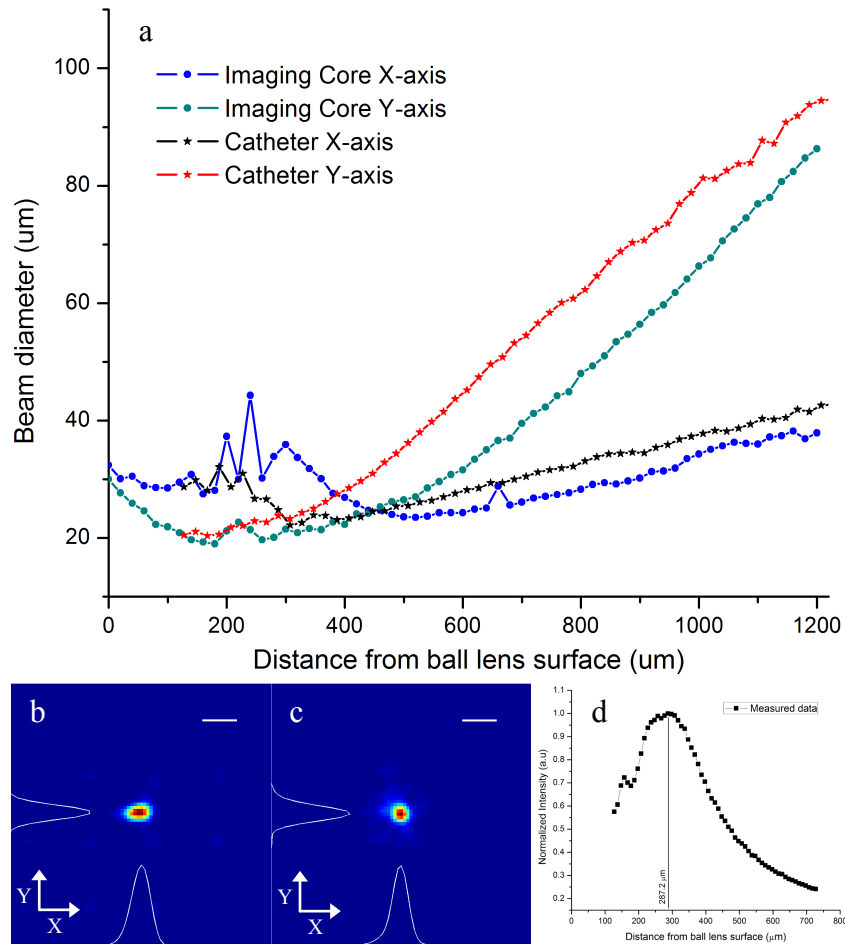 a
Imaging Core X-axis
Imaging Core Y-axis
Catheter X-axis
Catheter Y-axis
100
80
60
40
20
Beam diameter (um)
0 200 400 600 800 1000 1200
Distance from ball lens surface (um)
b
Y
X
c
Y
X
d
Measured data
1.1
1.0
0.9
0.8
0.7
0.6
0.5
0.4
0.3
0.2
Normalized Intensity (a.u)
287.2 μm
0 100 200 300 400 500 600 700 800
Distance from ball lens surface (μm)